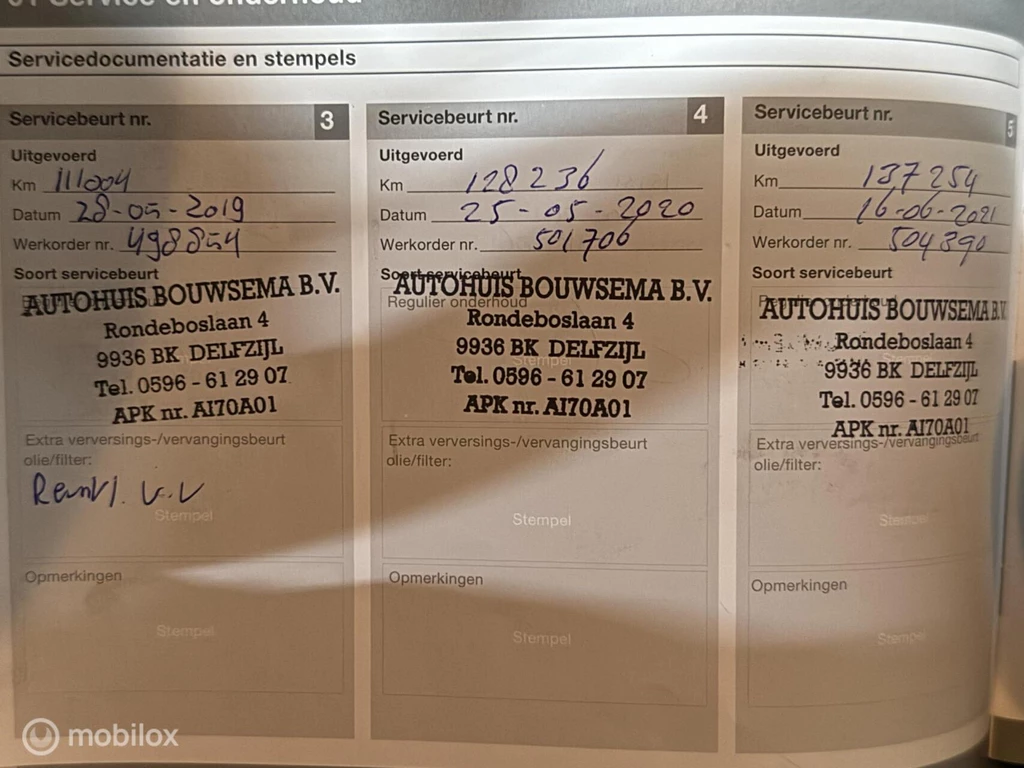 Servicedocumentatie en stempels
Servicebeurt nr. 3
Uitgevoerd
Km 111004
Datum 28-05-2019
Werkorder nr. 498854
Soort servicebeurt
AUTOHUIS BOUWSEMA B.V.
Rondeboslaan 4
9936 BK DELFZIJL
Tel. 0596 - 61 29 07
APK nr. AI70A01
Extra verversings-/vervangingsbeurt
olie/filter:
Remvl. V.V
Stempel
Opmerkingen
Stempel
Servicebeurt nr. 4
Uitgevoerd
Km 128236
Datum 25-05-2020
Werkorder nr. 501706
Soort servicebeurt
AUTOHUIS BOUWSEMA B.V.
Regulier onderhoud
Rondeboslaan 4
9936 BK DELFZIJL
Stempel
Tel. 0596 - 61 29 07
APK nr. AI70A01
Extra verversings-/vervangingsbeurt
olie/filter:
Stempel
Opmerkingen
Stempel
Servicebeurt nr. 5
Uitgevoerd
Km 137254
Datum 16-06-2021
Werkorder nr. 504390
Soort servicebeurt
AUTOHUIS BOUWSEMA B.V.
Rondeboslaan 4
9936 BK DELFZIJL
Tel. 0596 - 61 29 07
APK nr. AI70A01
Extra verversings-/vervangingsbeurt
olie/filter:
Stempel
Opmerkingen
Stempel
mobilox